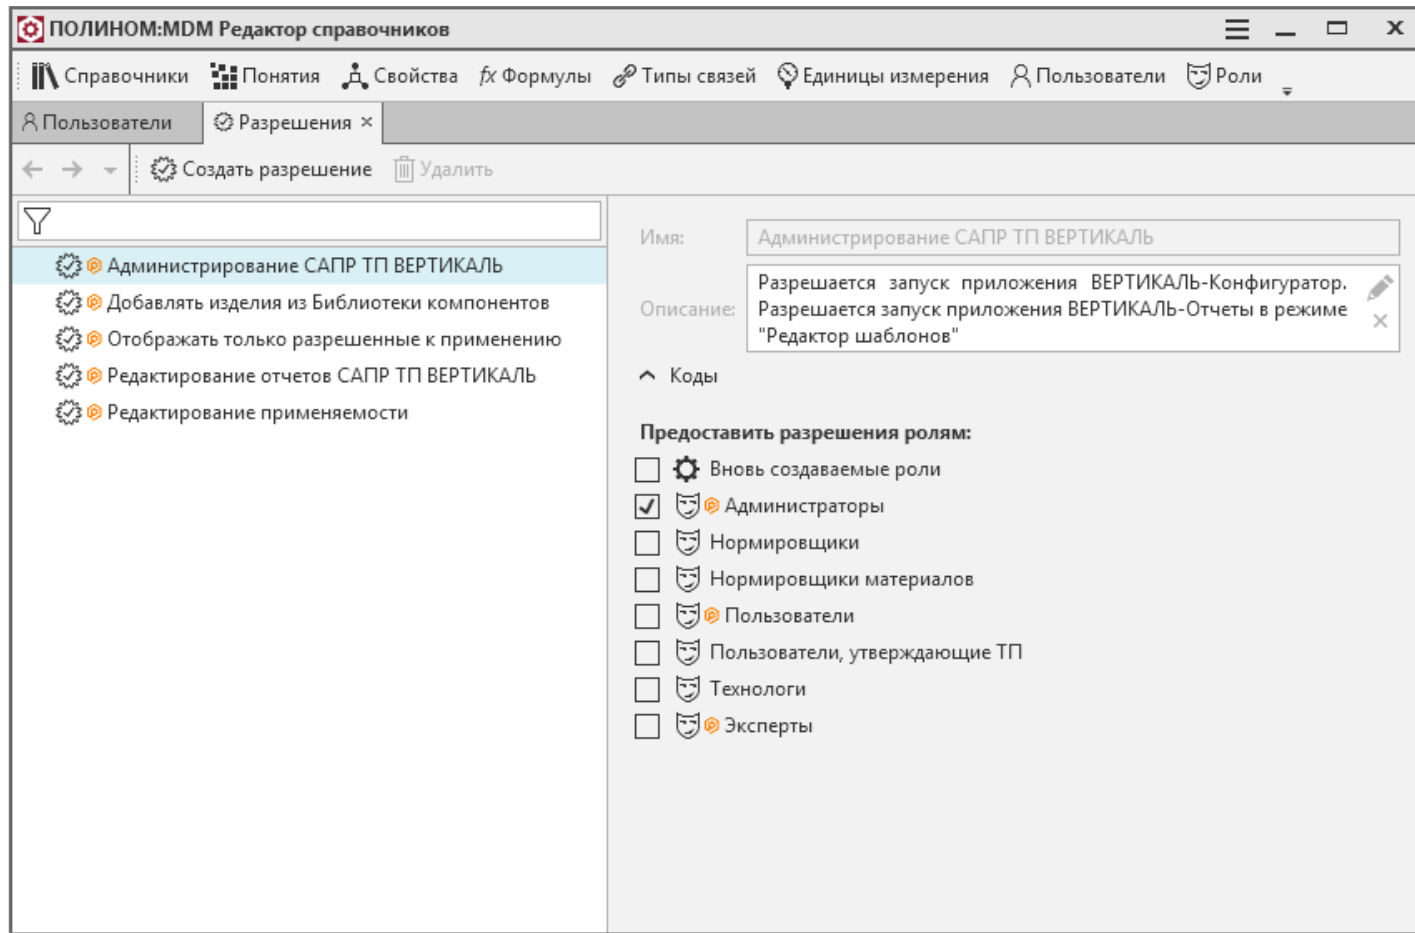 ПОЛИНОМ:MDM Редактор справочников
Справочники Понятия Свойства fx Формулы Типы связей Единицы измерения Пользователи Роли
Пользователи Разрешения
Создать разрешение Удалить
Администрирование САПР ТП ВЕРТИКАЛЬ
Добавлять изделия из Библиотеки компонентов
Отображать только разрешенные к применению
Редактирование отчетов САПР ТП ВЕРТИКАЛЬ
Редактирование применяемости
Имя: Администрирование САПР ТП ВЕРТИКАЛЬ
Разрешается запуск приложения ВЕРТИКАЛЬ-Конфигуратор.
Описание: Разрешается запуск приложения ВЕРТИКАЛЬ-Отчеты в режиме
"Редактор шаблонов"
Коды
Предоставить разрешения ролям:
Вновь создаваемые роли
Администраторы
Нормировщики
Нормировщики материалов
Пользователи
Пользователи, утверждающие ТП
Технологи
Эксперты